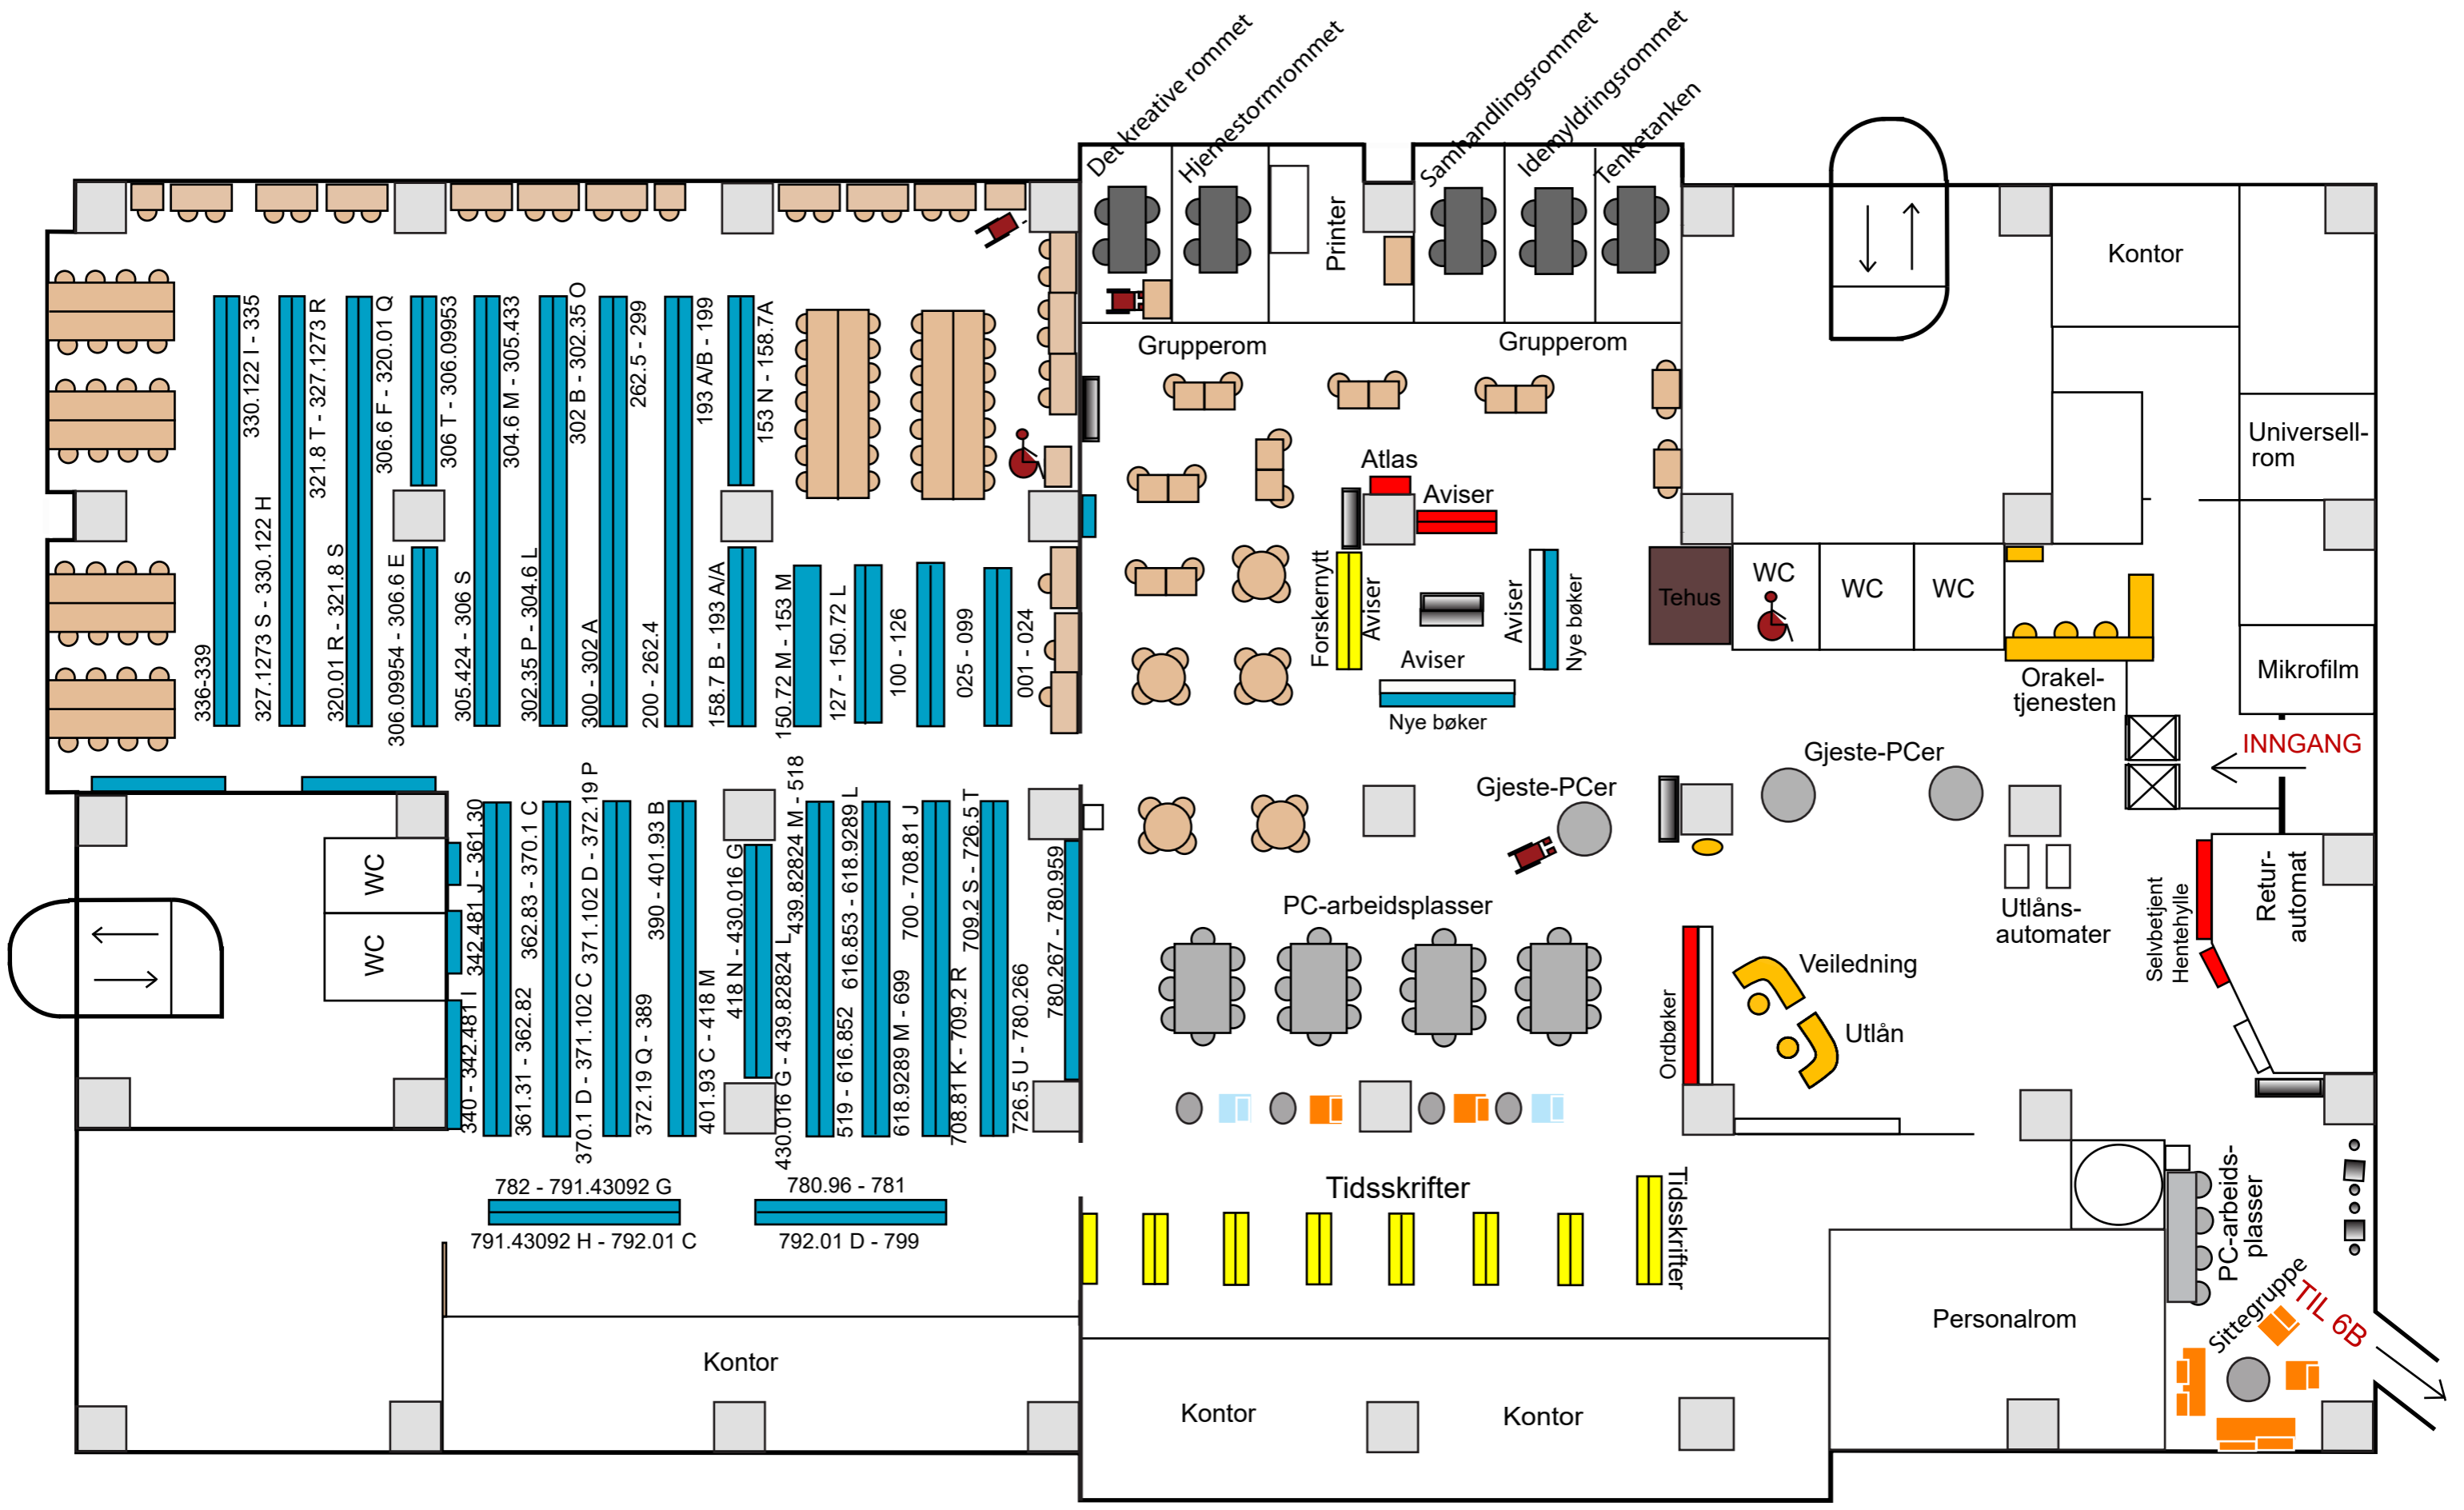 Det kreative rommet
Hjernestormrommet
Samhandlingsrommet
Idemyldringsrommet
Tenketanken
Printer
Kontor
Grupperom
Grupperom
Universell-
rom
330.122 I - 335
321.8 T - 327.1273 R
306.6 F - 320.01 Q
306 T - 306.09953
304.6 M - 305.433
302 B - 302.35 O
262.5 - 299
193 A/B - 199
153 N - 158.7A
336-339
327.1273 S - 330.122 H
320.01 R - 321.8 S
306.09954 - 306.6 E
305.424 - 306 S
302.35 P - 304.6 L
300 - 302 A
200 - 262.4
158.7 B - 193 A/A
150.72 M - 153 M
127 - 150.72 L
100 - 126
025 - 099
001 - 024
Atlas
Aviser
Forskernytt
Aviser
Aviser
Nye bøker
Aviser
Nye bøker
Tehus
WC
WC
WC
Orakel-
tjenesten
Mikrofilm
INNGANG
Gjeste-PCer
Gjeste-PCer
WC
WC
342.481 J - 361.30
340 - 342.481 I
362.83 - 370.1 C
361.31 - 362.82
371.102 D - 372.19 P
370.1 D - 371.102 C
390 - 401.93 B
372.19 Q - 389
401.93 C - 418 M
418 N - 430.016 G
439.82824 M - 518
430.016 G - 439.82824 L
616.853 - 618.9289 L
519 - 616.852
700 - 708.81 J
618.9289 M - 699
709.2 S - 726.5 T
708.81 K - 709.2 R
726.5 U - 780.266
780.267 - 780.959
PC-arbeidsplasser
Utlåns-
automater
Selvbetjent
Hentehylle
Retur-
automat
Ordbøker
Veiledning
Utlån
782 - 791.43092 G
791.43092 H - 792.01 C
780.96 - 781
792.01 D - 799
Tidsskrifter
Tidsskrifter
PC-arbeids-
plasser
Sittegruppe
TIL 6B
Personalrom
Kontor
Kontor
Kontor